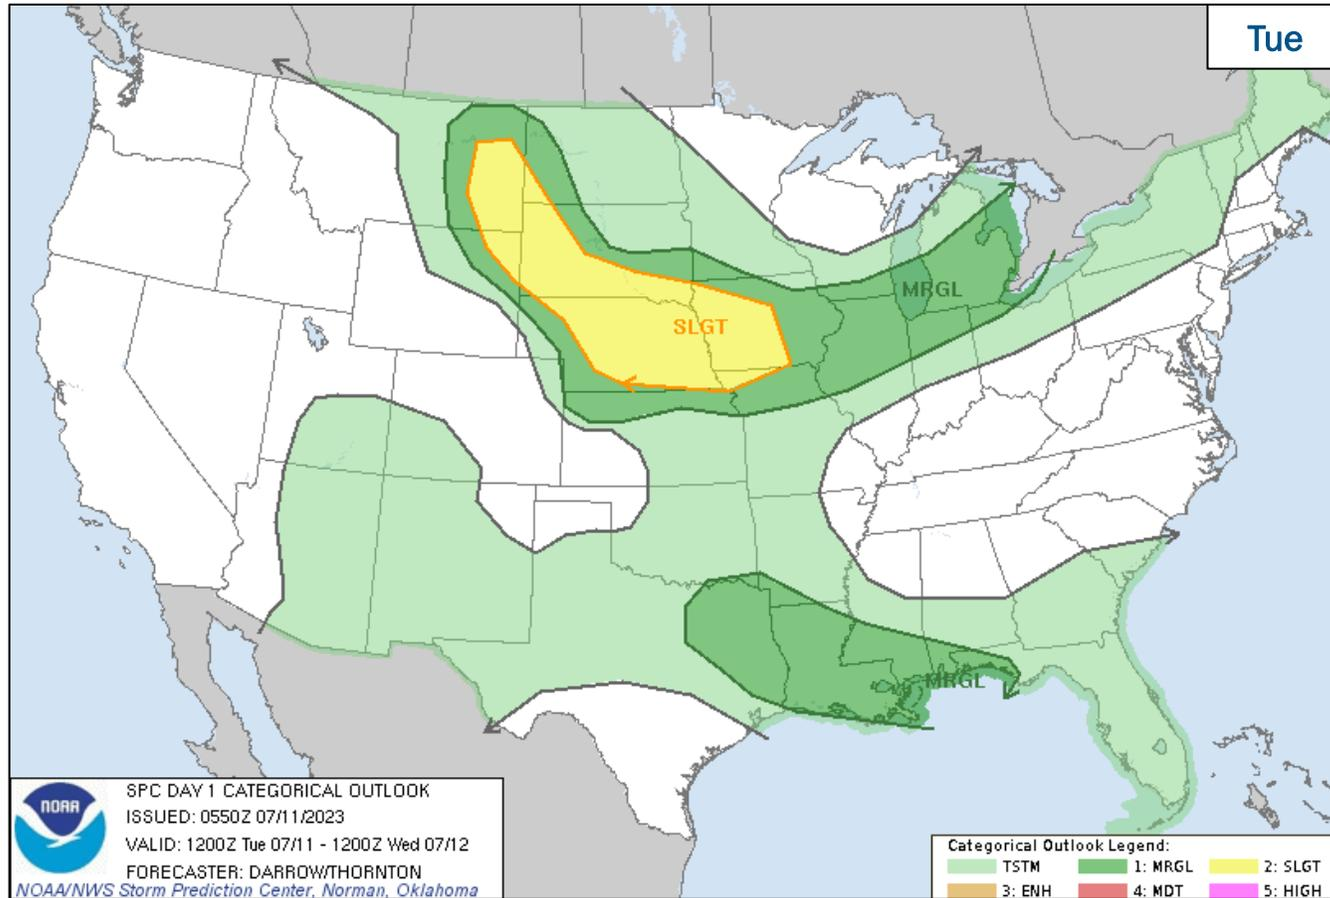 Tue
MRGL
SLGT
MRGL
NOAA
SPC DAY 1 CATEGORICAL OUTLOOK
ISSUED: 0550Z 07/11/2023
VALID: 1200Z Tue 07/11 - 1200Z Wed 07/12
FORECASTER: DARROW/THORNTON
NOAA/NWS Storm Prediction Center, Norman, Oklahoma
Categorical Outlook Legend:
TSTM 1: MRGL 2: SLGT
3: ENH 4: MDT 5: HIGH